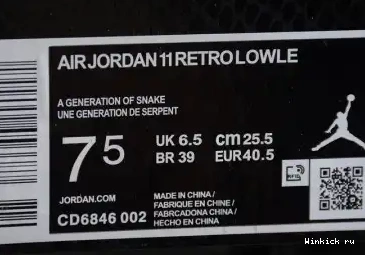 AIR JORDAN 11 RETRO LOW LE
A GENERATION OF SNAKE
UNE GENERATION DE SERPENT
7 5
UK 6.5 cm 25.5
BR 39 EUR 40.5
JORDAN.COM
CD6846 002
MADE IN CHINA/
FABRIQUE EN CHINE /
FABRCADONA CHINA /
HECHO EN CHINA
Winkick ru